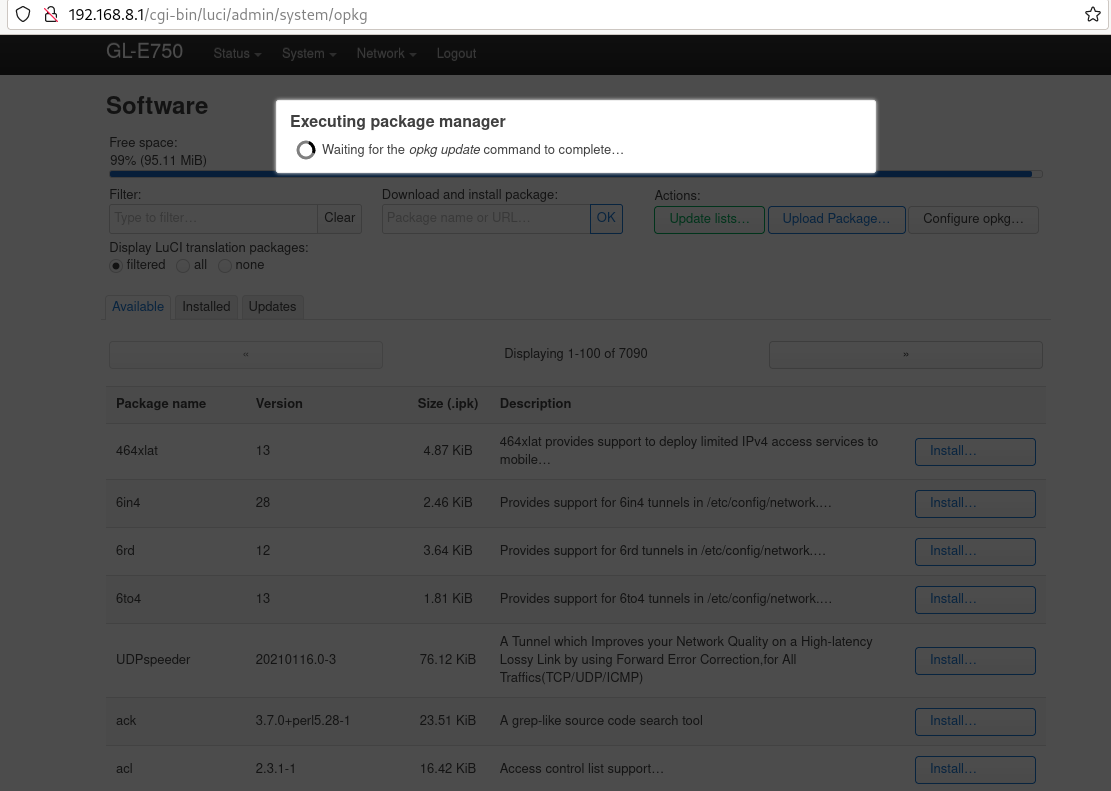 192.168.8.1/cgi-bin/luci/admin/system/opkg
GL-E750 Status System Network Logout
Software
Executing package manager
Waiting for the opkg update command to complete…
Free space:
99% (95.11 MiB)
Filter: Download and install package: Actions:
Type to filter… Clear Package name or URL… OK Update lists… Upload Package… Configure opkg…
Display LuCI translation packages:
filtered all none
Available Installed Updates
« Displaying 1-100 of 7090 »
Package name Version Size (.ipk) Description
464xlat 13 4.87 KiB 464xlat provides support to deploy limited IPv4 access services to
mobile… Install…
6in4 28 2.46 KiB Provides support for 6in4 tunnels in /etc/config/network.… Install…
6rd 12 3.64 KiB Provides support for 6rd tunnels in /etc/config/network.… Install…
6to4 13 1.81 KiB Provides support for 6to4 tunnels in /etc/config/network.… Install…
A Tunnel which Improves your Network Quality on a High-latency
UDPspeeder 20210116.0-3 76.12 KiB Lossy Link by using Forward Error Correction,for All Install…
Traffics(TCP/UDP/ICMP)
ack 3.7.0+perl5.28-1 23.51 KiB A grep-like source code search tool Install…
acl 2.3.1-1 16.42 KiB Access control list support… Install…